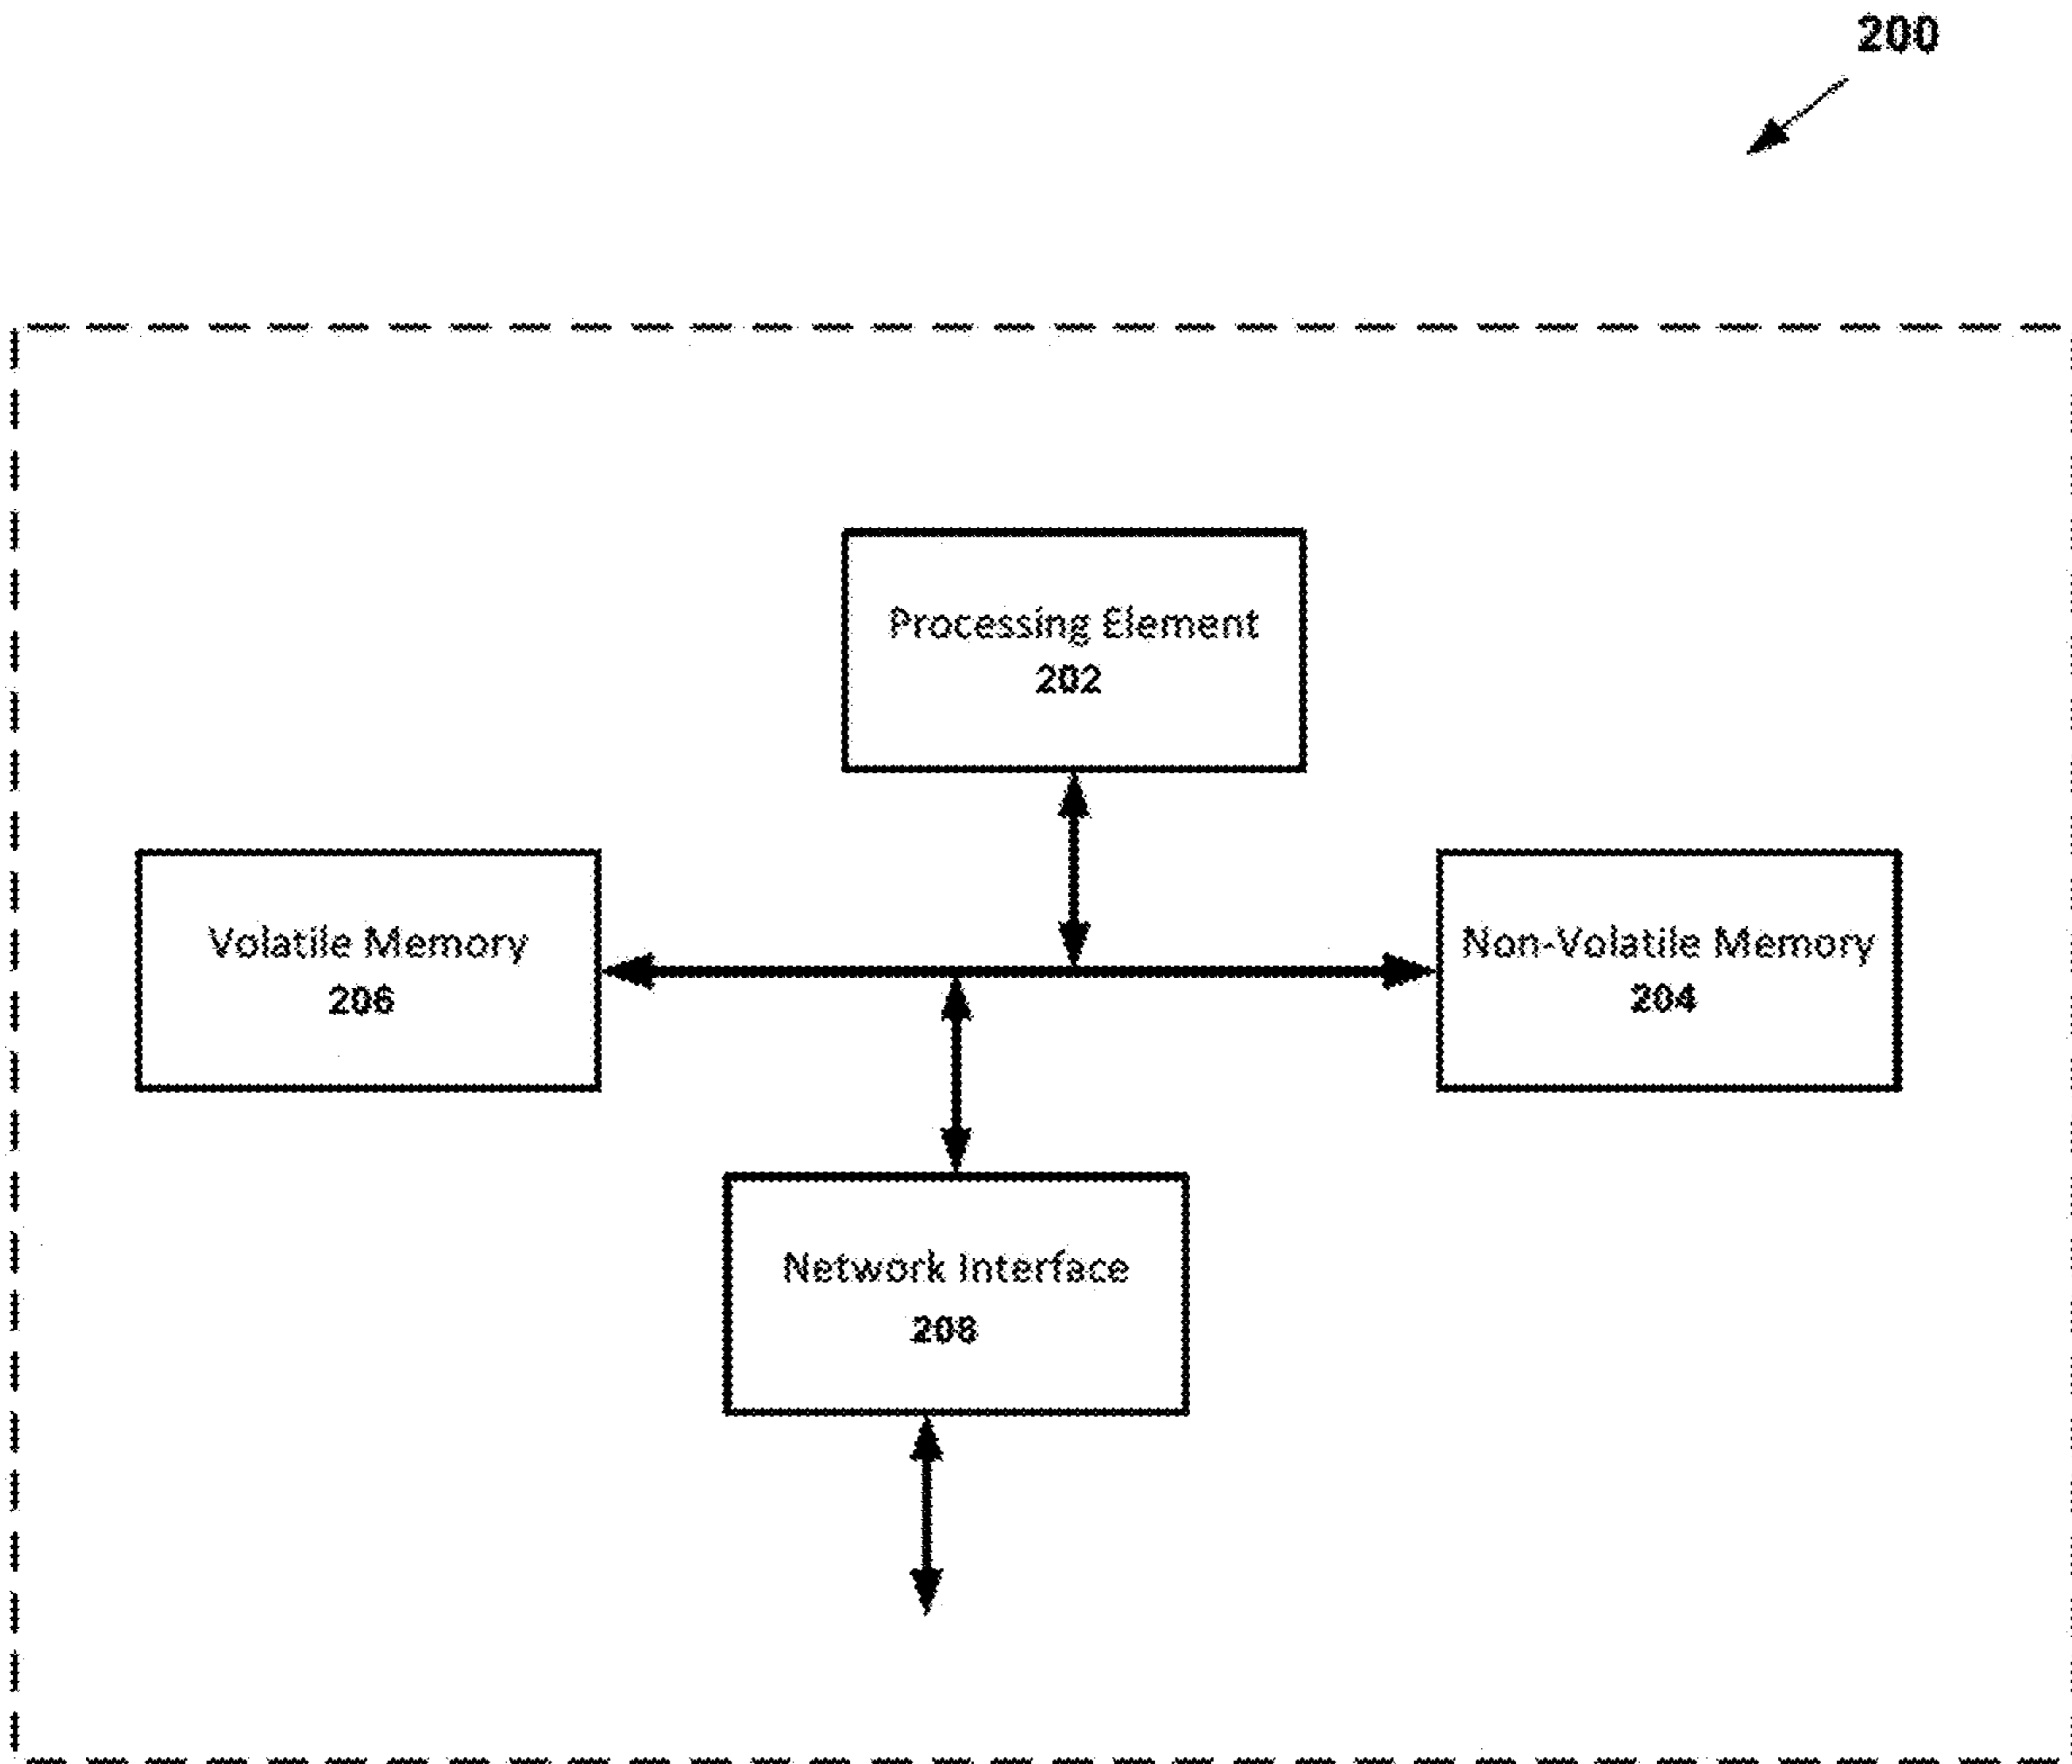 200
Processing Element
202
Volatile Memory
206
Non-Volatile Memory
204
Network Interface
208